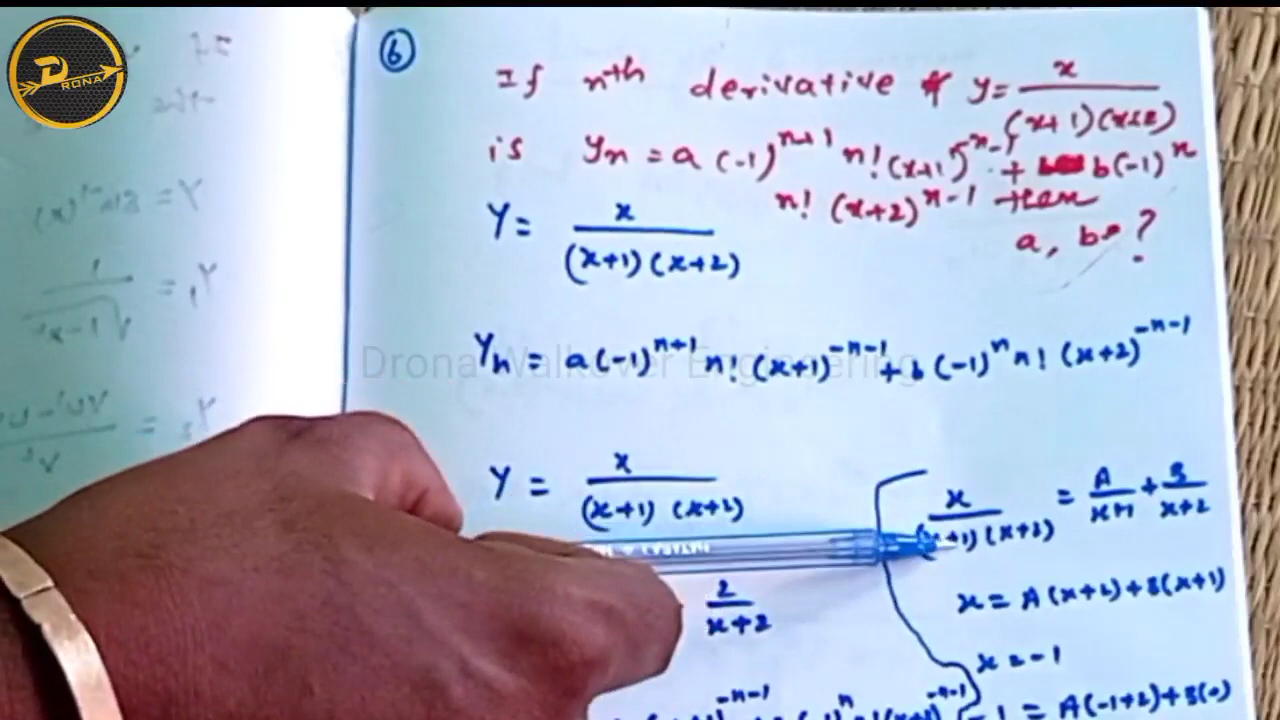 DRONA
6
If nth derivative of y = x / (x+1)(x+2)
is yn = a (-1)^n+1 n! (x+1)^-n-1 + b(-1)^n
n! (x+2)^n-1 then
a, b = ?
Y = x / (x+1)(x+2)
Drona Walkover Engineering
Yn = a(-1)^n+1 n! (x+1)^-n-1 + b(-1)^n n! (x+2)^-n-1
Y = x / (x+1) (x+2)
2 / x+2
x / (x+1)(x+2) = A / x+1 + B / x+2
x = A(x+2)+B(x+1)
x = -1
-1 = A(-1+2)+B(0)